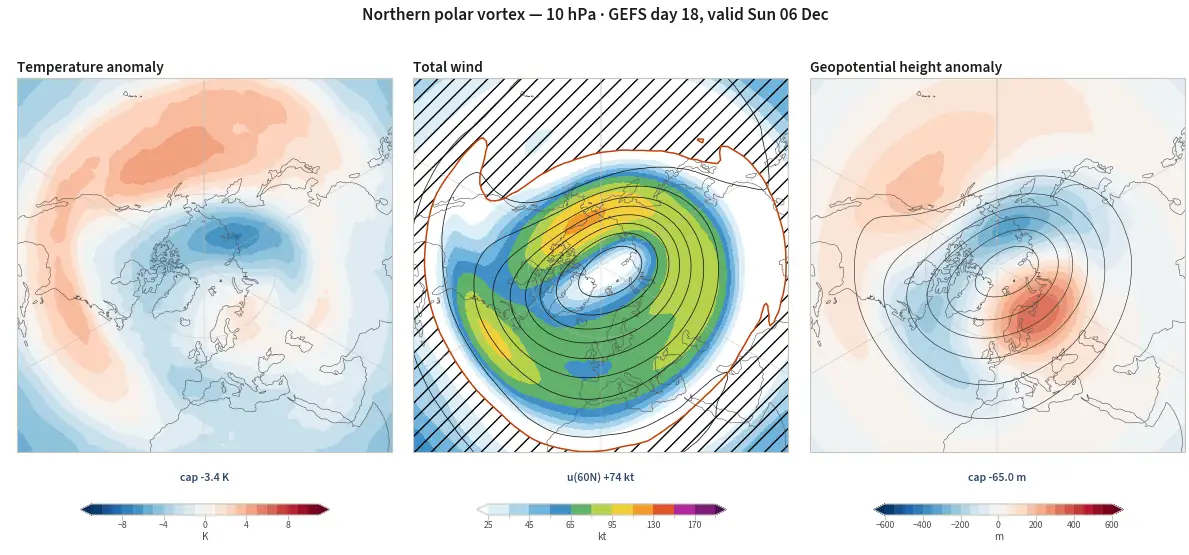 Northern polar vortex — 10 hPa · GEFS day 18, valid Sun 06 Dec
Temperature anomaly
Total wind
Geopotential height anomaly
cap -3.4 K
u(60N) +74 kt
cap -65.0 m
−8 −4 0 4 8
K
25 45 65 95 130 170
kt
−600 −400 −200 0 200 400 600
m